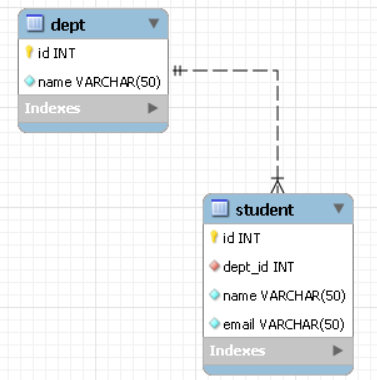 dept
id INT
name VARCHAR(50)
Indexes
student
id INT
dept_id INT
name VARCHAR(50)
email VARCHAR(50)
Indexes